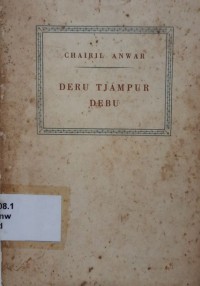 CHAIRIL ANWAR
DERU TJAMPUR
DEBU
08.1
nw